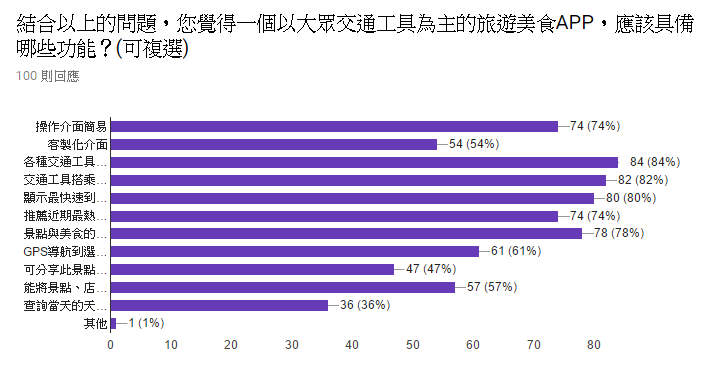 結合以上的問題，您覺得一個以大眾交通工具為主的旅遊美食APP，應該具備
哪些功能？(可複選)
100 則回應
操作介面簡易 74 (74%)
客製化介面 54 (54%)
各種交通工具… 84 (84%)
交通工具搭乘… 82 (82%)
顯示最快速到… 80 (80%)
推薦近期最熱… 74 (74%)
景點與美食的… 78 (78%)
GPS導航到選… 61 (61%)
可分享此景點… 47 (47%)
能將景點、店… 57 (57%)
查詢當天的天… 36 (36%)
其他 1 (1%)
0 10 20 30 40 50 60 70 80